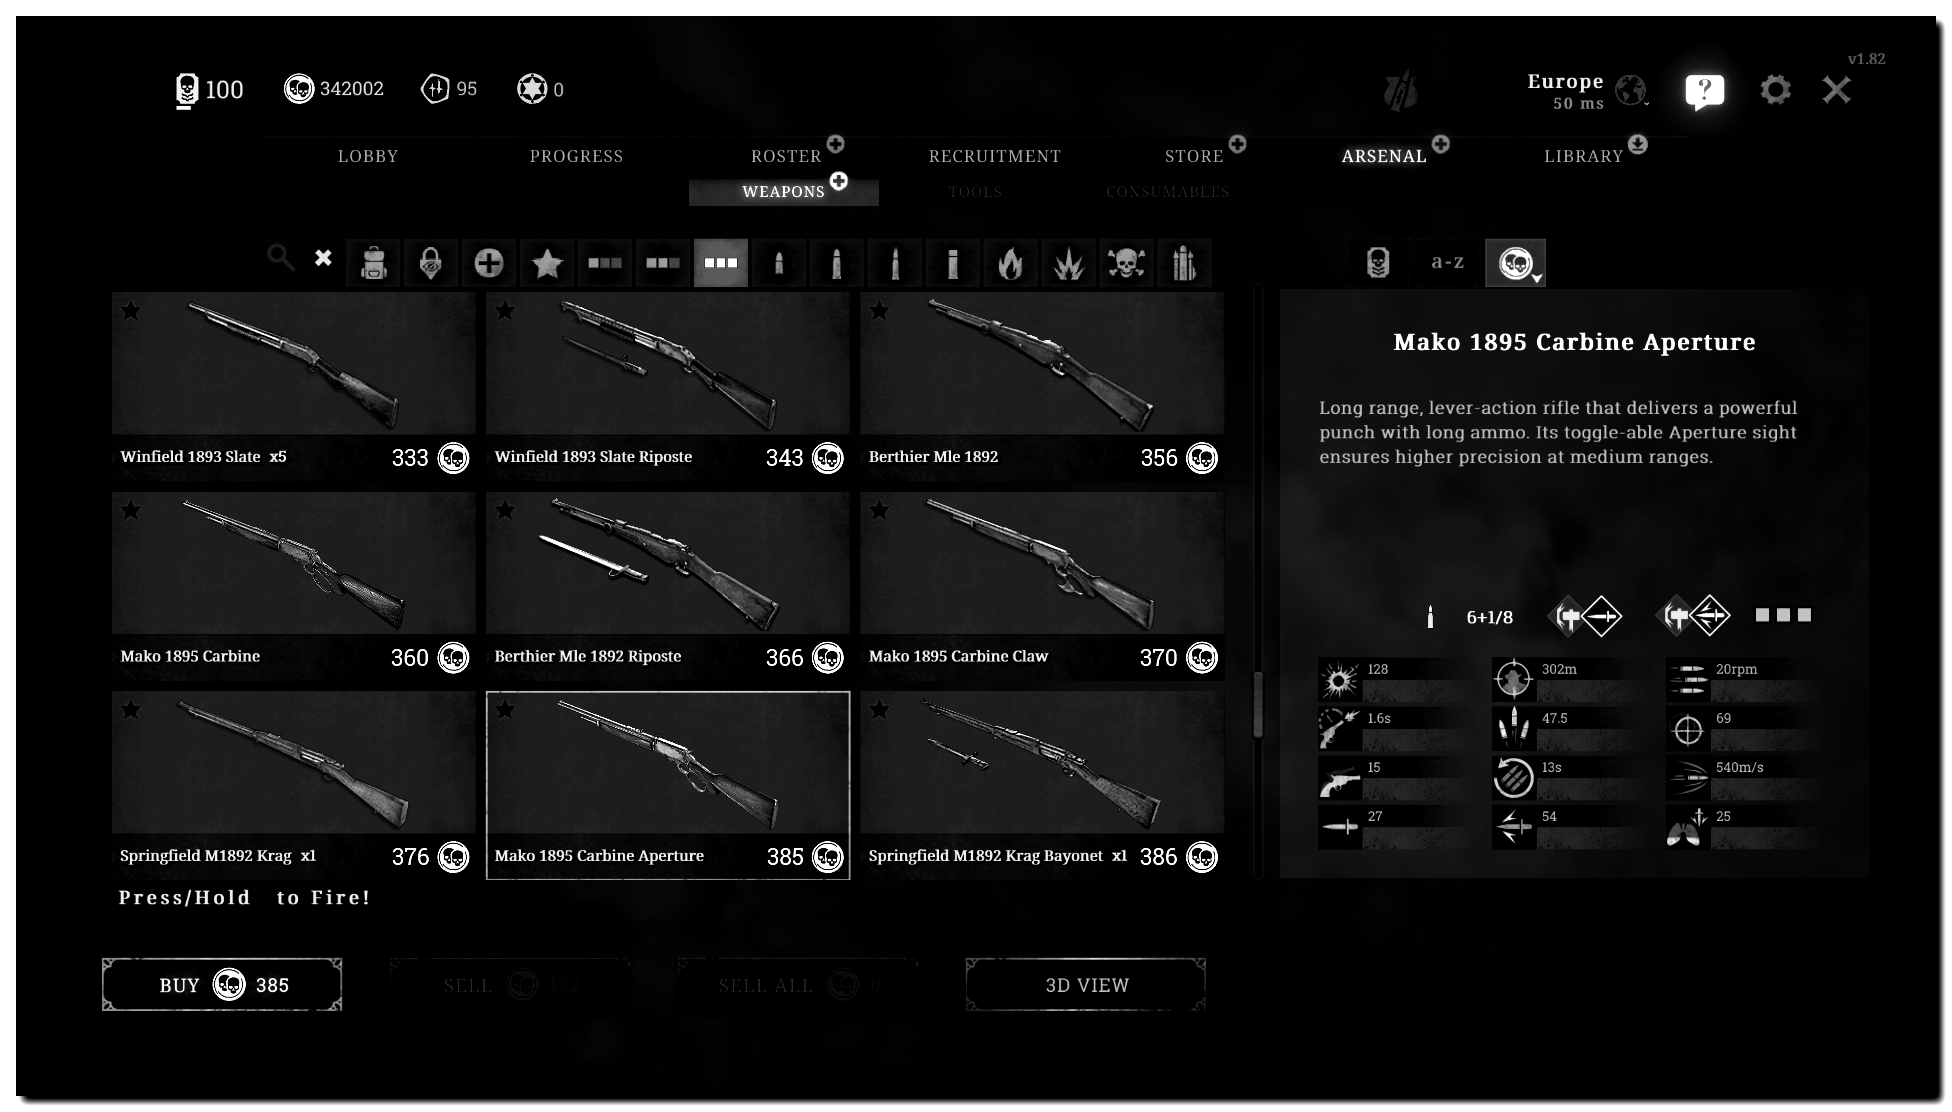 v1.82
100
342002
95
0
Europe
50 ms
?
LOBBY
PROGRESS
ROSTER
RECRUITMENT
STORE
ARSENAL
LIBRARY
WEAPONS
TOOLS
CONSUMABLES
a-z
Winfield 1893 Slate x5
333
Winfield 1893 Slate Riposte
343
Berthier Mle 1892
356
Mako 1895 Carbine
360
Berthier Mle 1892 Riposte
366
Mako 1895 Carbine Claw
370
Springfield M1892 Krag x1
376
Mako 1895 Carbine Aperture
385
Springfield M1892 Krag Bayonet x1
386
Mako 1895 Carbine Aperture
Long range, lever-action rifle that delivers a powerful
punch with long ammo. Its toggle-able Aperture sight
ensures higher precision at medium ranges.
6+1/8
128
302m
20rpm
1.6s
47.5
69
15
13s
540m/s
27
54
25
Press/Hold to Fire!
BUY 385
SELL 192
SELL ALL 0
3D VIEW